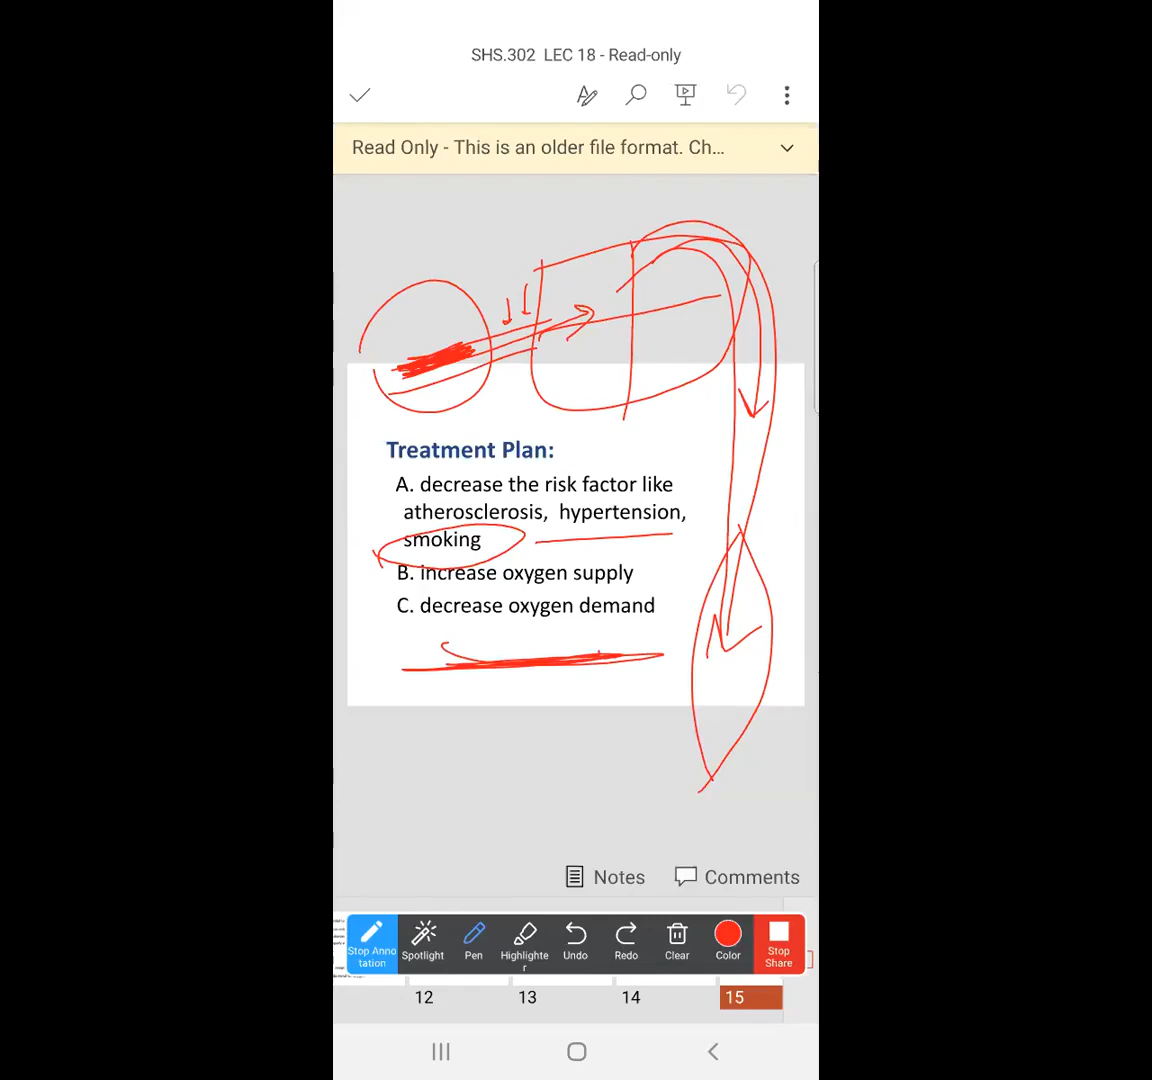 SHS.302 LEC 18 - Read-only
Read Only - This is an older file format. Ch...
Treatment Plan:
A. decrease the risk factor like
atherosclerosis, hypertension,
smoking
B. increase oxygen supply
C. decrease oxygen demand
Notes Comments
Stop Anno
tation
Spotlight
Pen
Highlighte
r
Undo
Redo
Clear
Color
Stop
Share
12 13 14 15